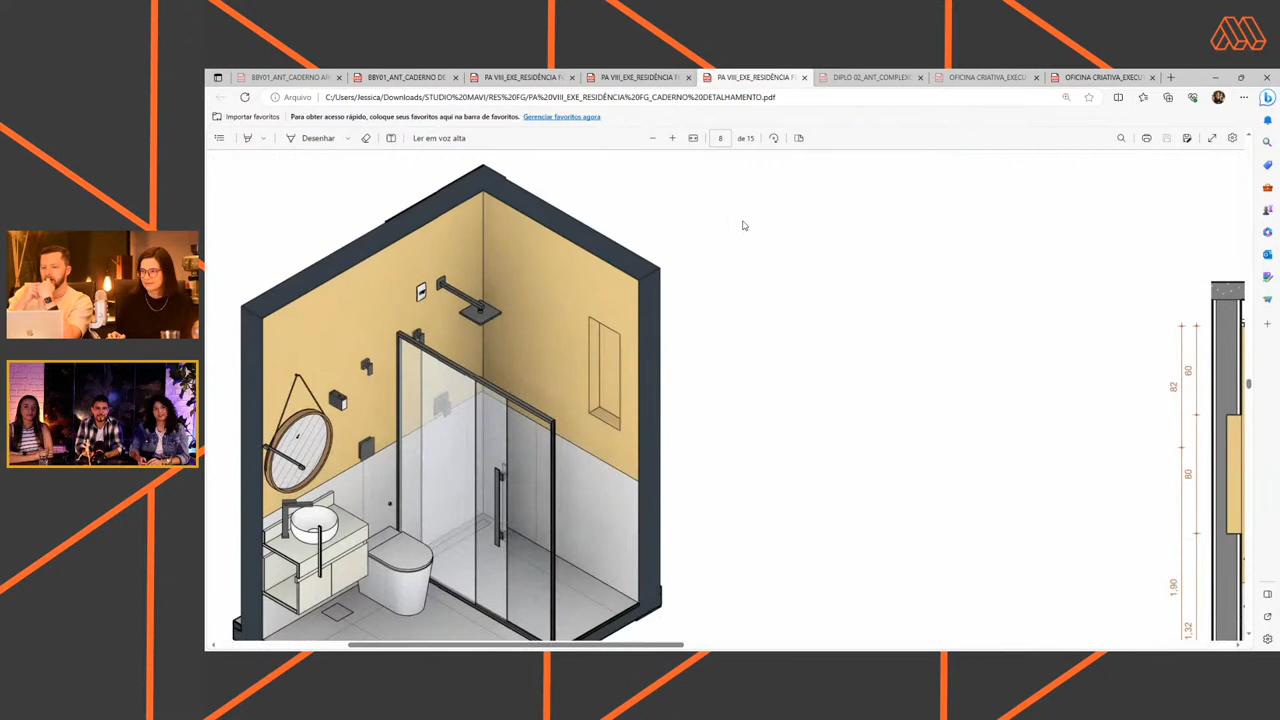 BBY01_ANT_CADERNO AR
BBY01_ANT_CADERNO DE
PA VIII_EXE_RESIDÊNCIA F
PA VIII_EXE_RESIDÊNCIA F
PA VIII_EXE_RESIDÊNCIA F
DIPLO 02_ANT_COMPLEXO
OFICINA CRIATIVA_EXECU
OFICINA CRIATIVA_EXECU
Arquivo C:/Users/Jessica/Downloads/STUDIO%20MAVI/RES%20FG/PA%20VIII_EXE_RESIDÊNCIA%20FG_CADERNO%20DETALHAMENTO.pdf
Importar favoritos Para obter acesso rápido, coloque seus favoritos aqui na barra de favoritos. Gerenciar favoritos agora
Desenhar Ler em voz alta 8 de 15
82
60
80
1,90
1,32